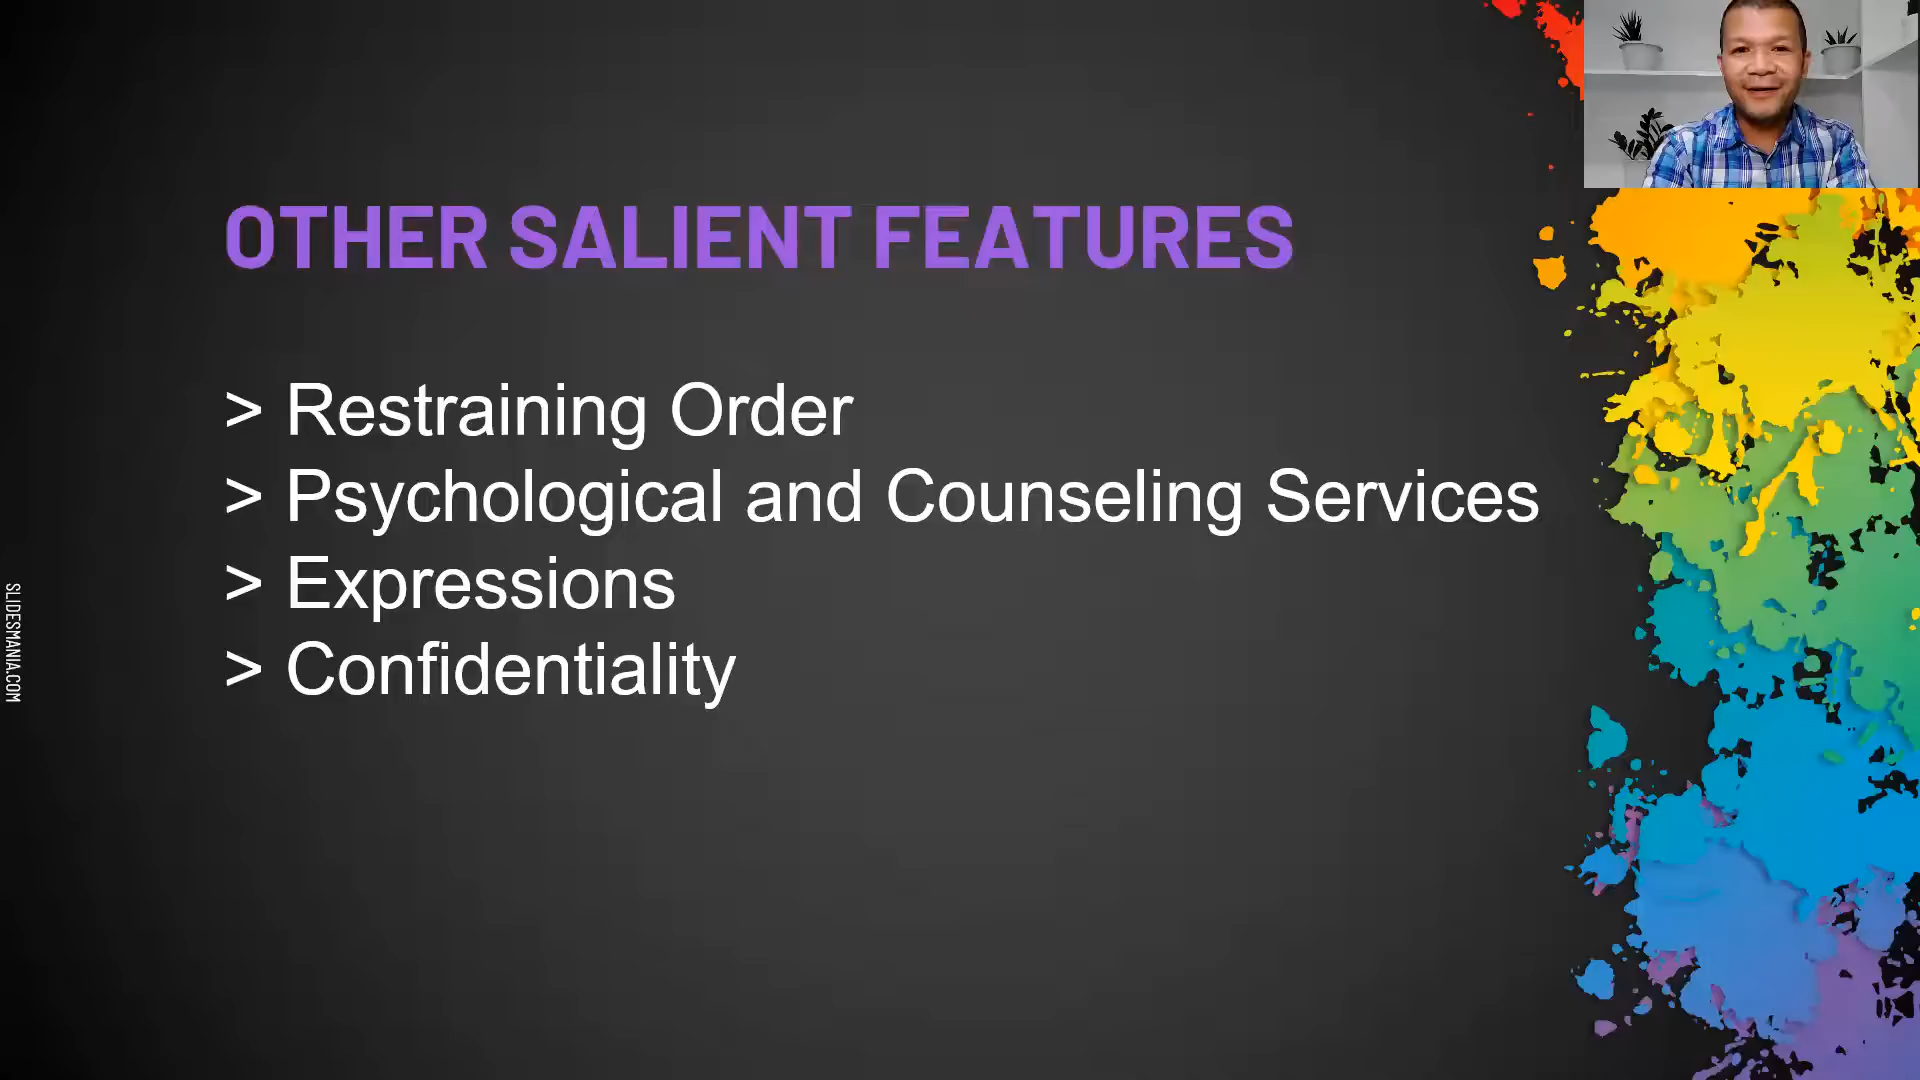 OTHER SALIENT FEATURES
> Restraining Order
> Psychological and Counseling Services
> Expressions
> Confidentiality
SLIDESMANIA.COM